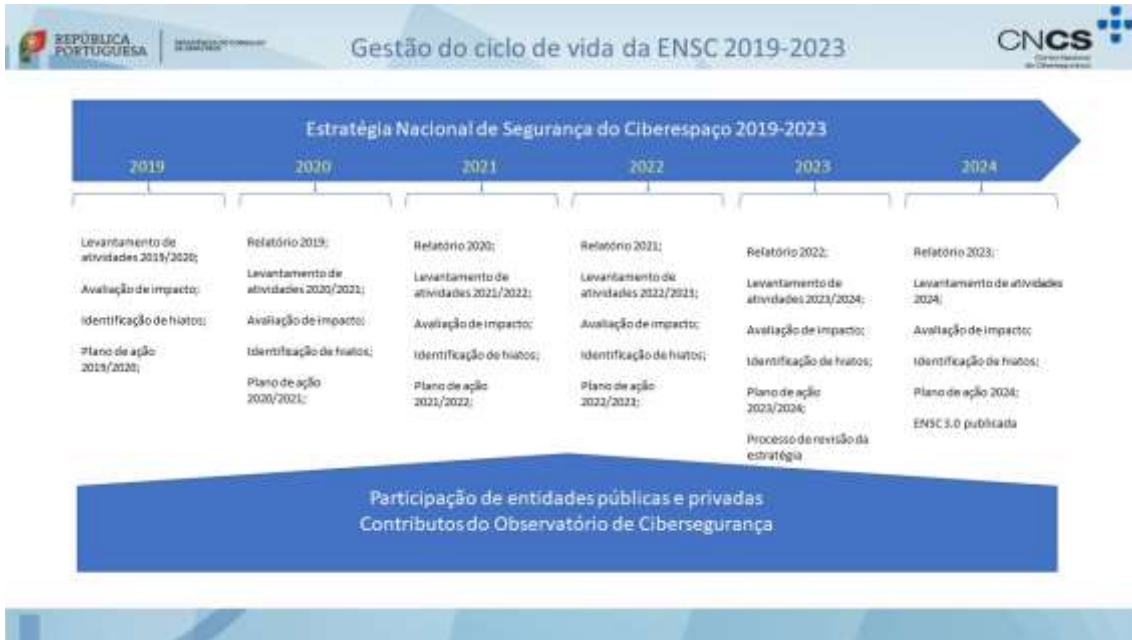 REPÚBLICA
PORTUGUESA
Gestão do ciclo de vida da ENSC 2019-2023
CNCS
Centro Nacional
de Cibersegurança
Estratégia Nacional de Segurança do Ciberespaço 2019-2023
2019
2020
2021
2022
2023
2024
Levantamento de
atividades 2019/2020;
Avaliação de impacto;
Identificação de hiatos;
Plano de ação
2019/2020;
Relatório 2019;
Levantamento de
atividades 2020/2021;
Avaliação de impacto;
Identificação de hiatos;
Plano de ação
2020/2021;
Relatório 2020;
Levantamento de
atividades 2021/2022;
Avaliação de impacto;
Identificação de hiatos;
Plano de ação
2021/2022;
Relatório 2021;
Levantamento de
atividades 2022/2023;
Avaliação de impacto;
Identificação de hiatos;
Plano de ação
2022/2023;
Relatório 2022;
Levantamento de
atividades 2023/2024;
Avaliação de impacto;
Identificação de hiatos;
Plano de ação
2023/2024;
Processo de revisão da
estratégia
Relatório 2023;
Levantamento de atividades
2024;
Avaliação de impacto;
Identificação de hiatos;
Plano de ação 2024;
ENSC 3.0 publicada
Participação de entidades públicas e privadas
Contributos do Observatório de Cibersegurança